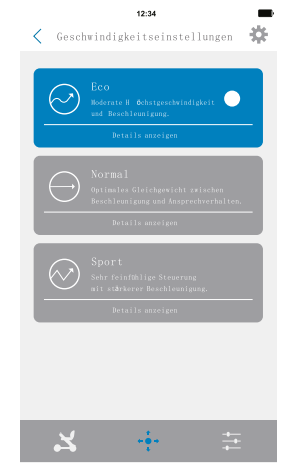 12:34
Geschwindigkeitseinstellungen
Eco
Moderate Höchstgeschwindigkeit
und Beschleunigung.
Details anzeigen
Normal
Optimales Gleichgewicht zwischen
Beschleunigung und Ansprechverhalten.
Details anzeigen
Sport
Sehr feinfühlige Steuerung
mit stärkerer Beschleunigung.
Details anzeigen